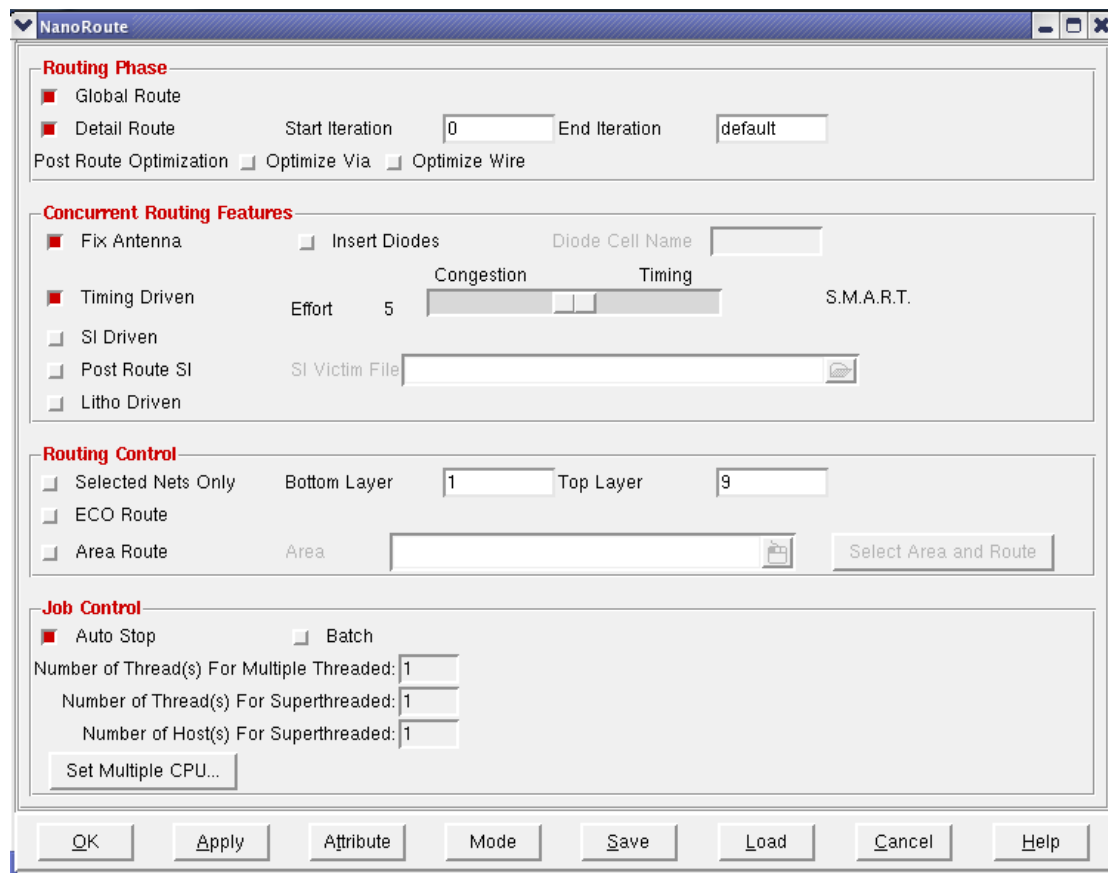 NanoRoute
Routing Phase
Global Route
Detail Route Start Iteration 0 End Iteration default
Post Route Optimization Optimize Via Optimize Wire
Concurrent Routing Features
Fix Antenna Insert Diodes Diode Cell Name
Congestion Timing
Timing Driven Effort 5 S.M.A.R.T.
SI Driven
Post Route SI SI Victim File
Litho Driven
Routing Control
Selected Nets Only Bottom Layer 1 Top Layer 9
ECO Route
Area Route Area Select Area and Route
Job Control
Auto Stop Batch
Number of Thread(s) For Multiple Threaded: 1
Number of Thread(s) For Superthreaded: 1
Number of Host(s) For Superthreaded: 1
Set Multiple CPU...
OK Apply Attribute Mode Save Load Cancel Help